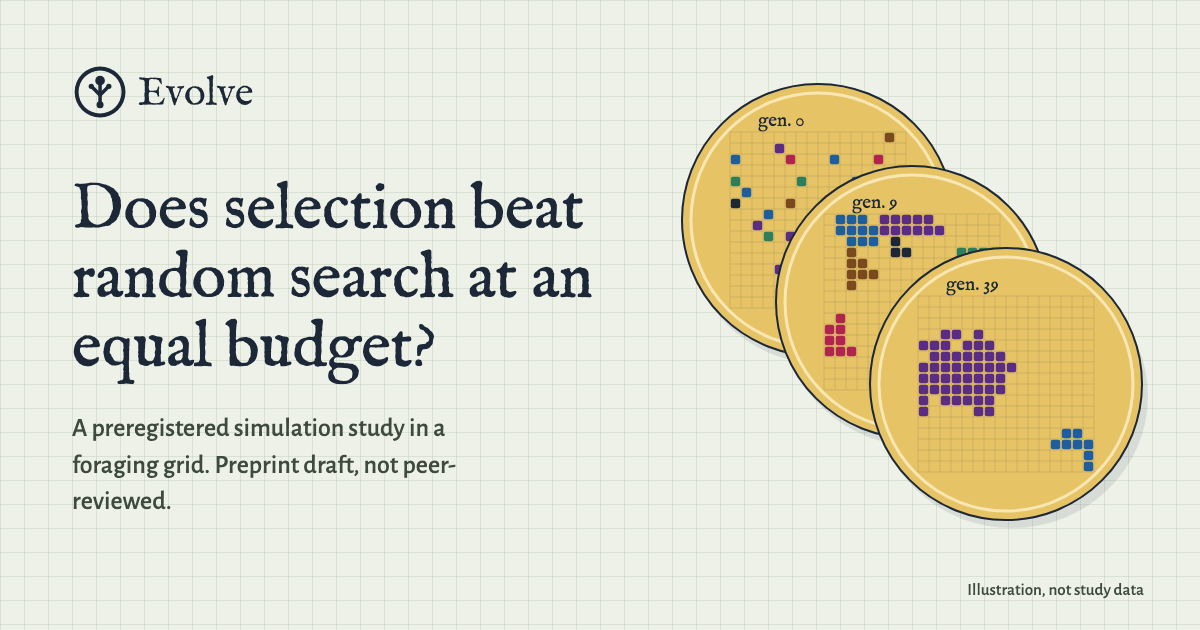 Evolve
Does selection beat
random search at an
equal budget?
A preregistered simulation study in a
foraging grid. Preprint draft, not peer-
reviewed.
gen. 0
gen. 9
gen. 39
Illustration, not study data